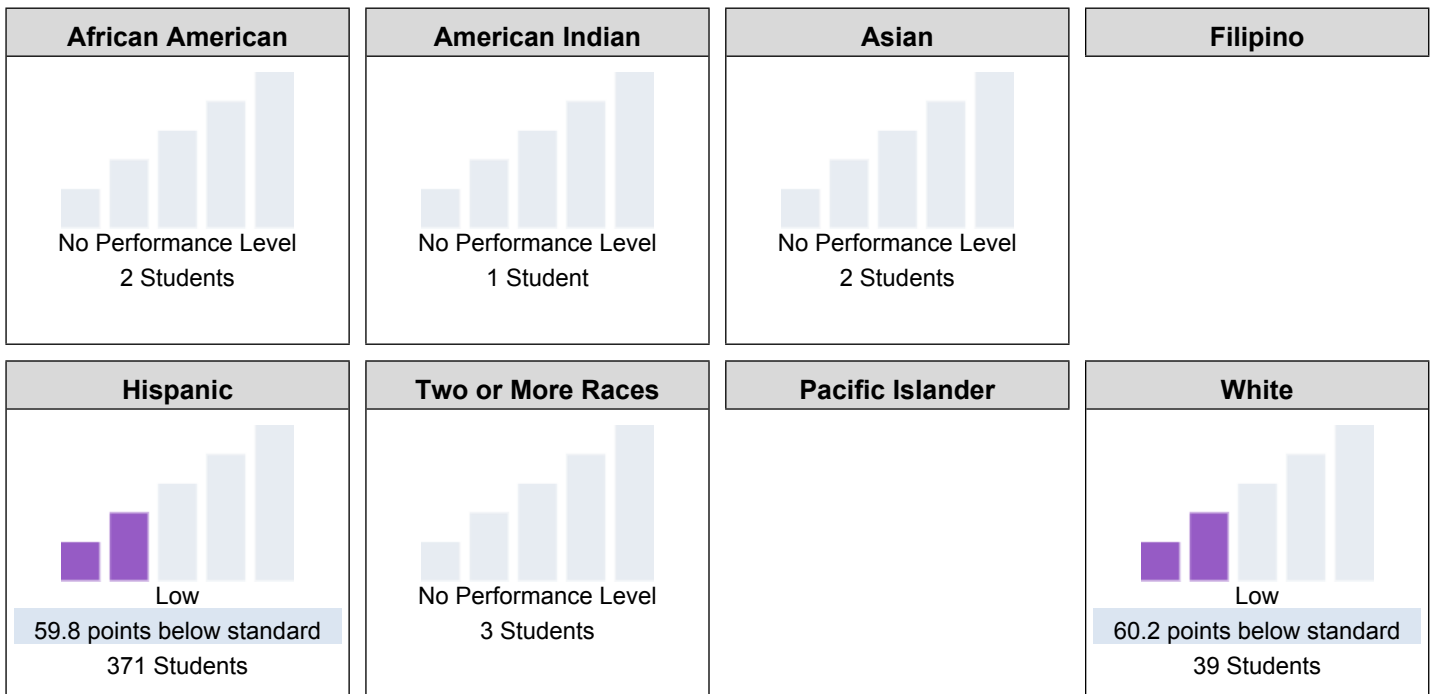 African American
No Performance Level
2 Students
American Indian
No Performance Level
1 Student
Asian
No Performance Level
2 Students
Filipino
Hispanic
Low
59.8 points below standard
371 Students
Two or More Races
No Performance Level
3 Students
Pacific Islander
White
Low
60.2 points below standard
39 Students